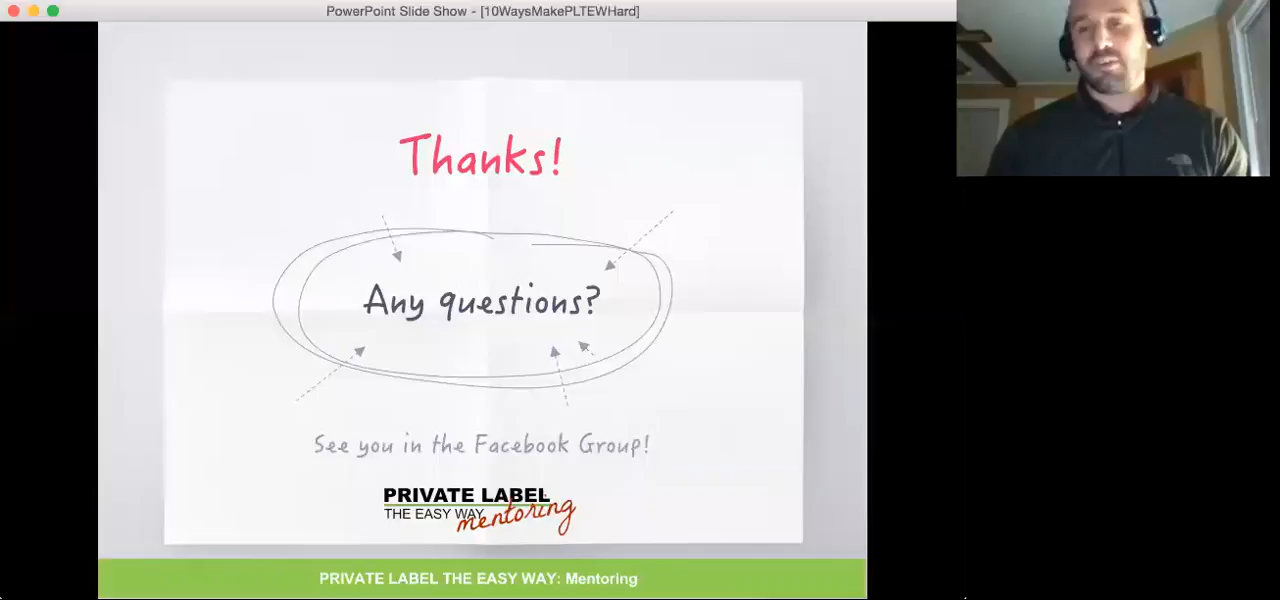 PowerPoint Slide Show - [10WaysMakePLTEWHard]
Thanks!
Any questions?
See you in the Facebook Group!
PRIVATE LABEL
THE EASY WAY
mentoring
PRIVATE LABEL THE EASY WAY: Mentoring